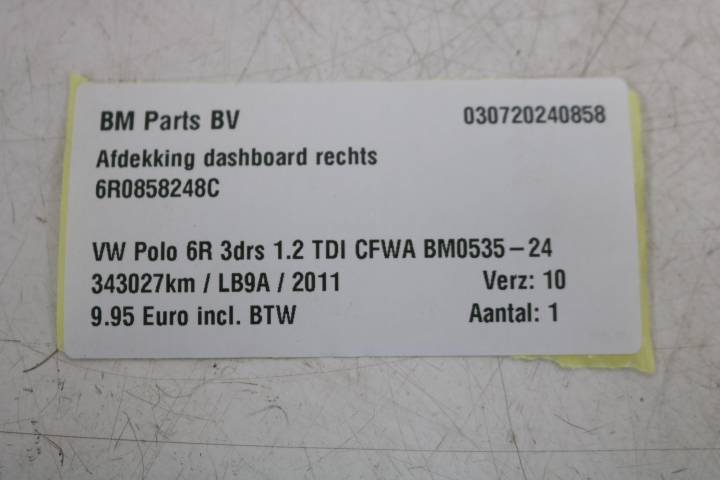 BM Parts BV 030720240858
Afdekking dashboard rechts
6R0858248C
VW Polo 6R 3drs 1.2 TDI CFWA BM0535-24
343027km / LB9A / 2011 Verz: 10
9.95 Euro incl. BTW Aantal: 1